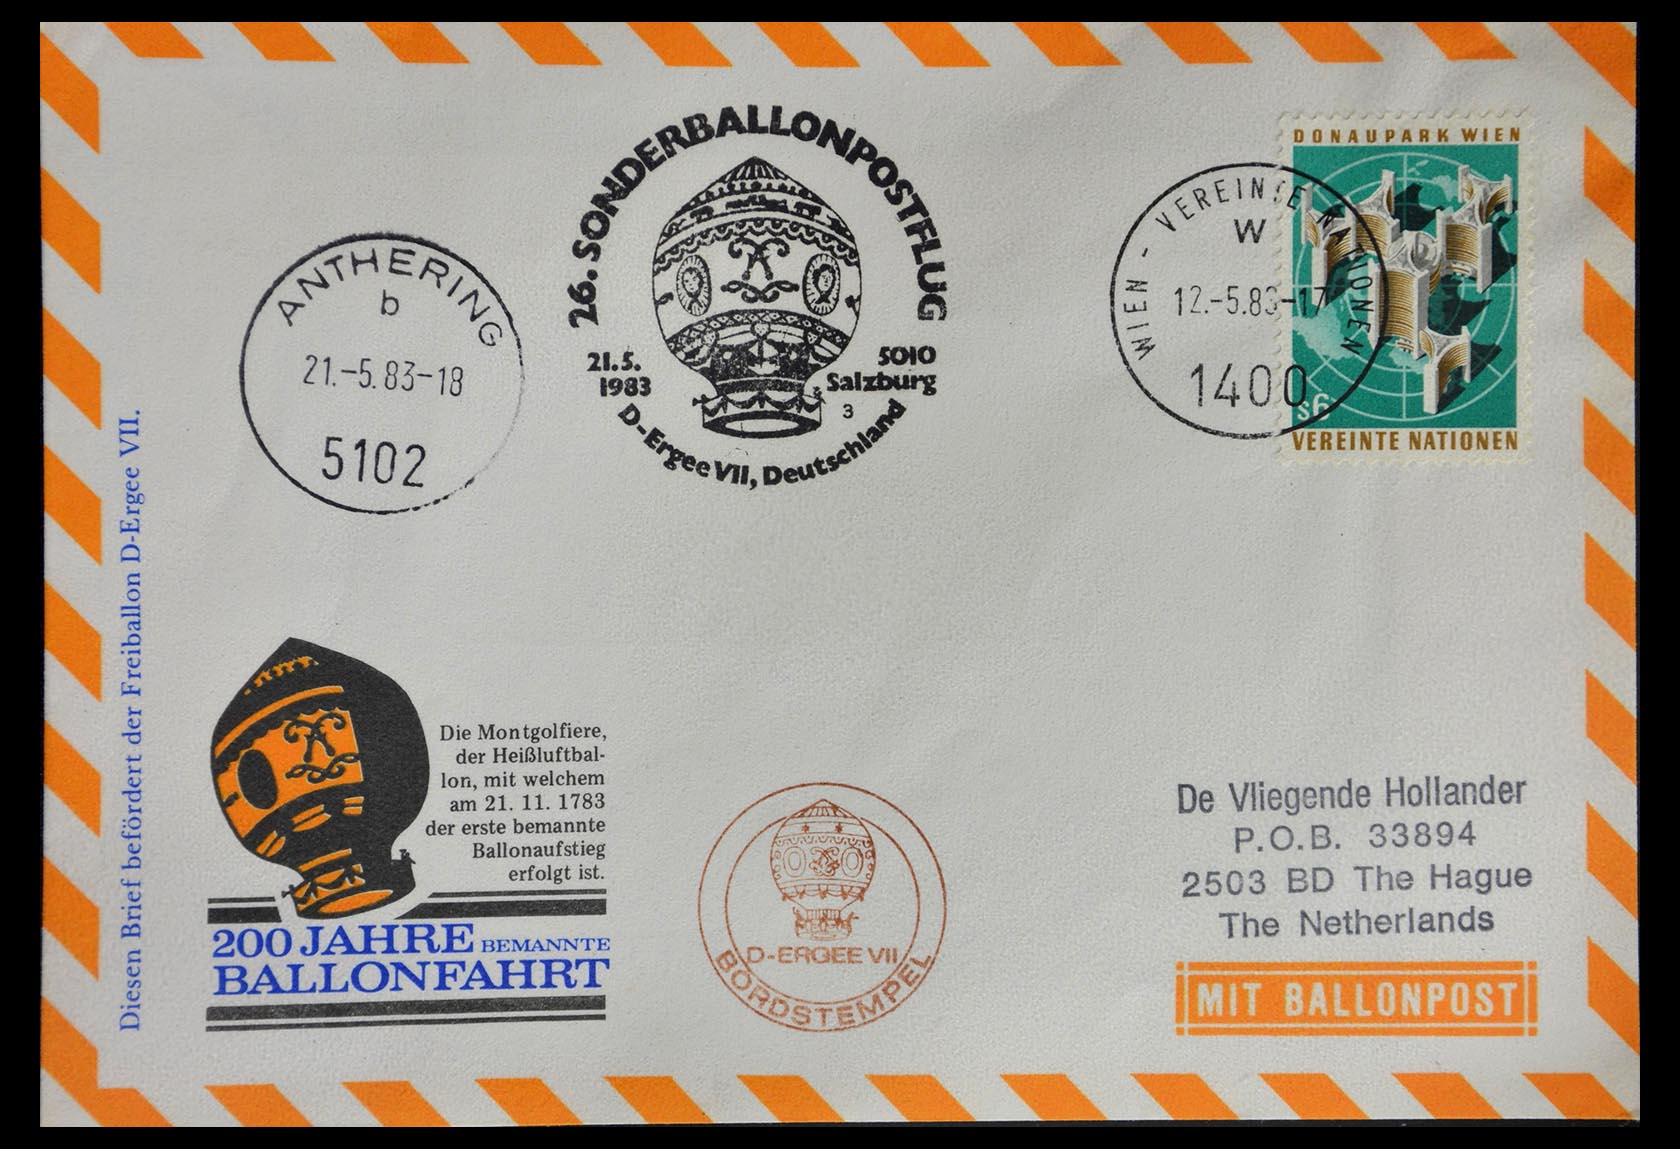 26. SONDERBALLONPOSTFLUG
21.5.
1983
5010
Salzburg
3
D-Ergee VII, Deutschland
ANTHERING
b
21.-5.83-18
5102
DONAUPARK WIEN
s6
VEREINTE NATIONEN
WIEN - VEREINTE NATIONEN
W
12.-5.83-17
1400
Diesen Brief befördert der Freiballon D-Ergee VII.
Die Montgolfiere,
der Heißluftbal-
lon, mit welchem
am 21. 11. 1783
der erste bemannte
Ballonaufstieg
erfolgt ist.
200 JAHRE BEMANNTE
BALLONFAHRT
D-ERGEE VII
BORDSTEMPEL
De Vliegende Hollander
P.O.B. 33894
2503 BD The Hague
The Netherlands
MIT BALLONPOST